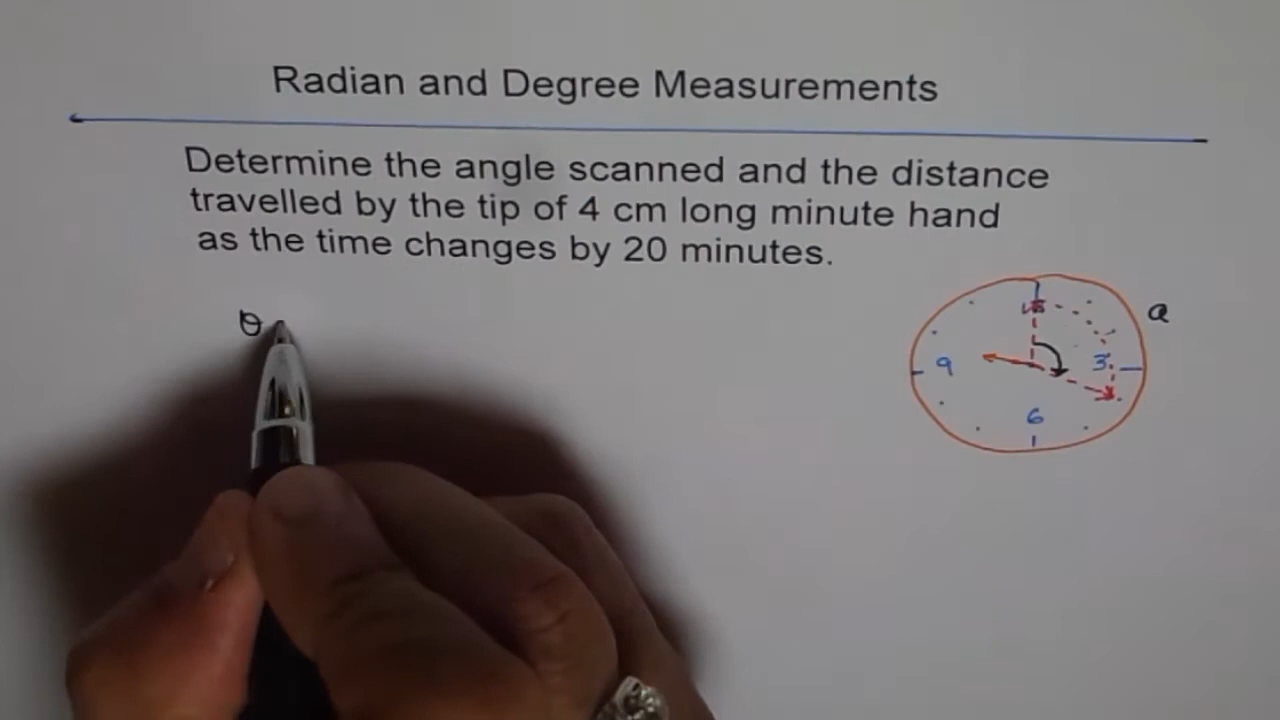 Radian and Degree Measurements
Determine the angle scanned and the distance
travelled by the tip of 4 cm long minute hand
as the time changes by 20 minutes.
θ
a
9
3
6